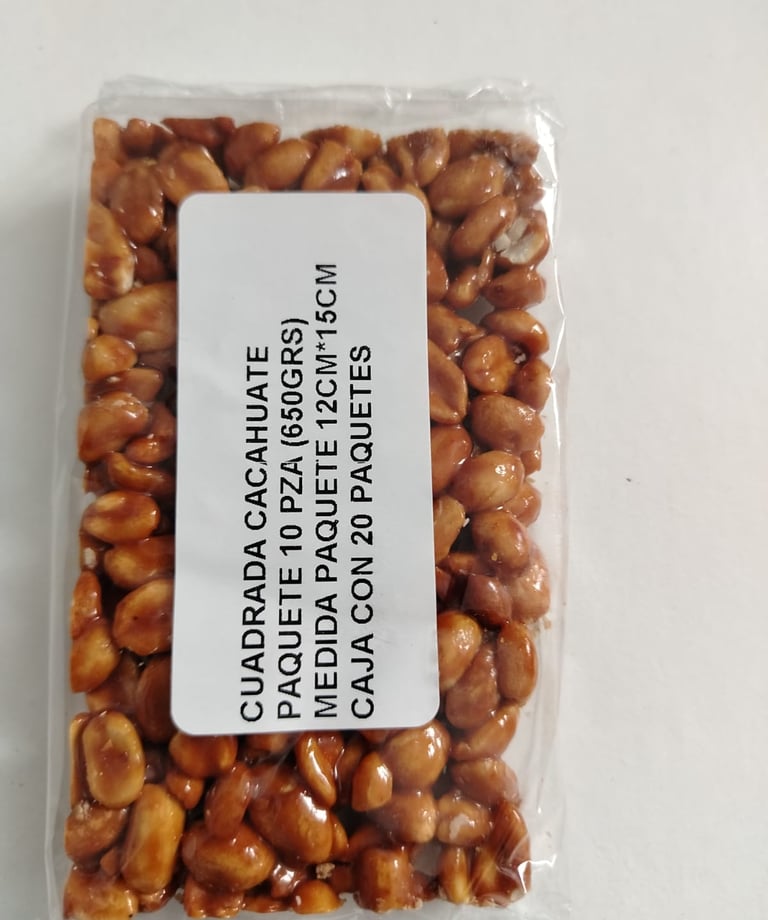 CUADRADA CACAHUATE
PAQUETE 10 PZA (650GRS)
MEDIDA PAQUETE 12CM*15CM
CAJA CON 20 PAQUETES